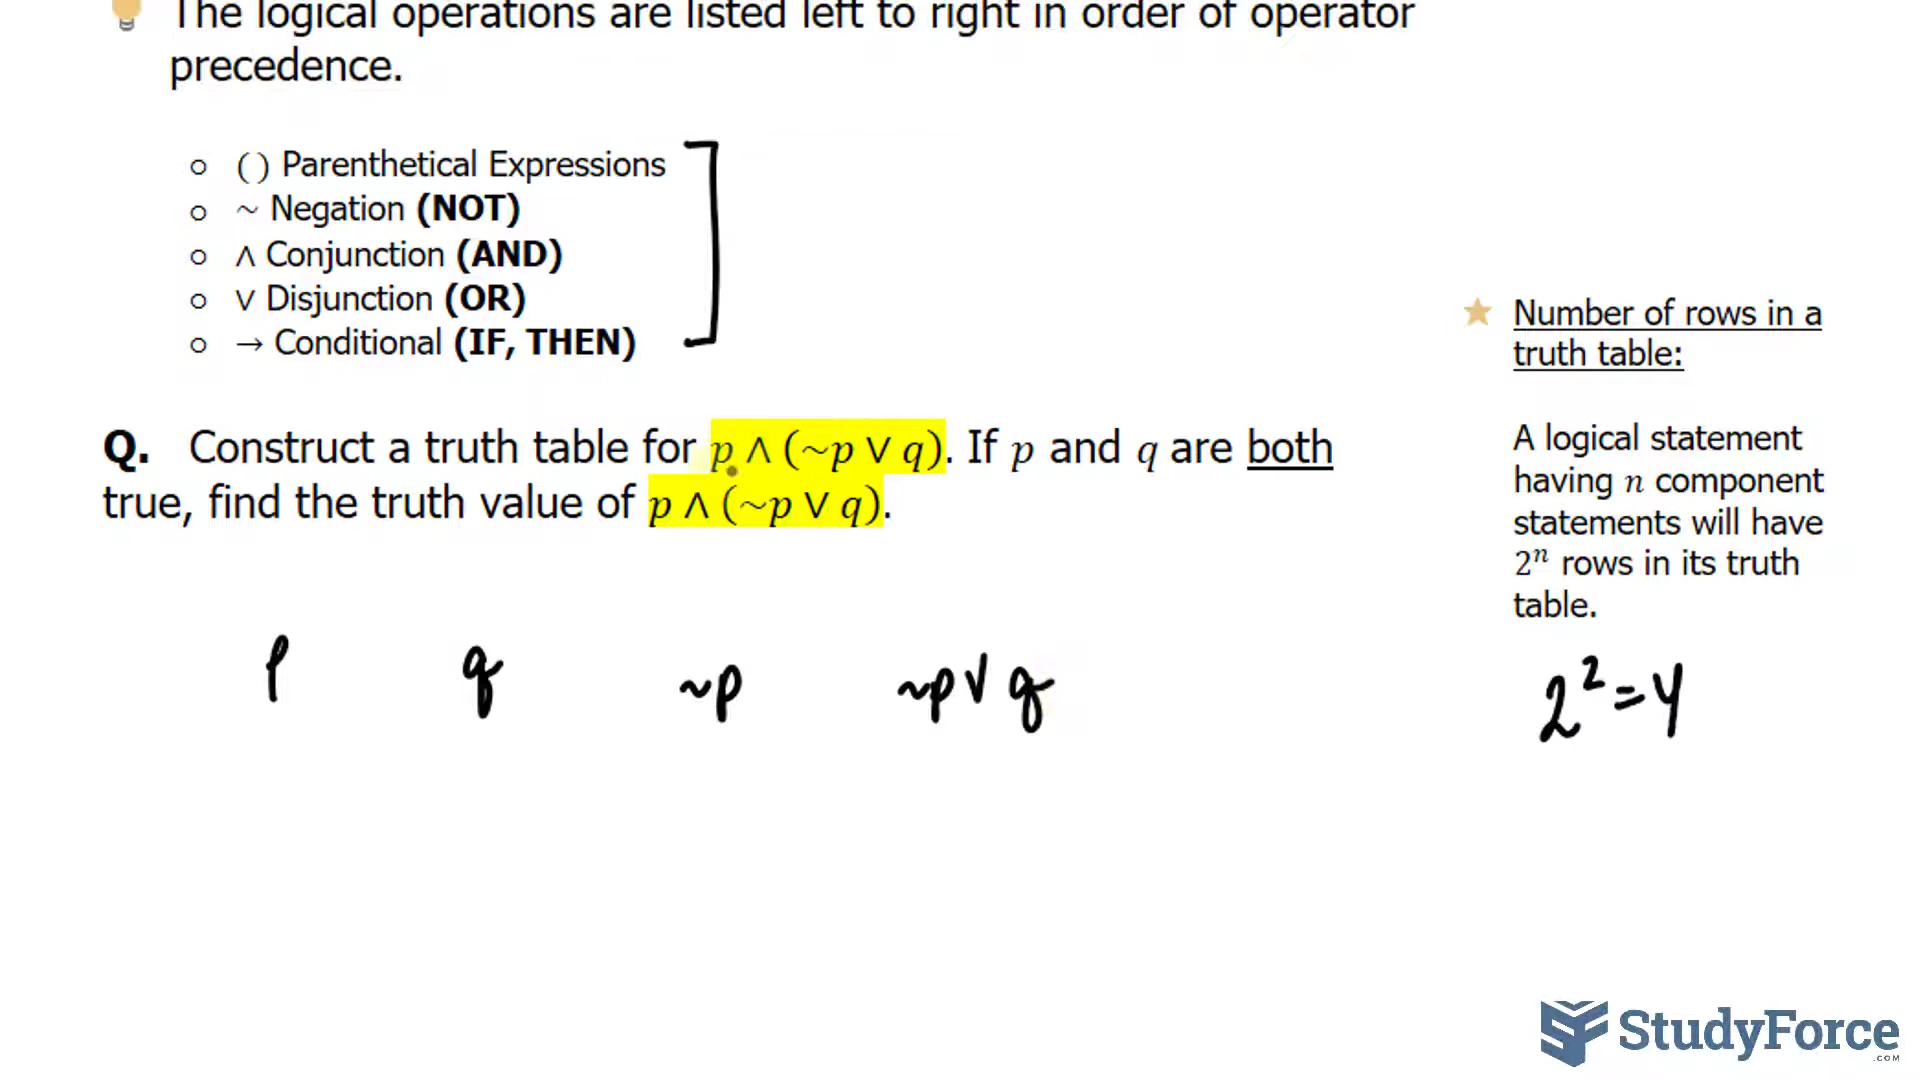 The logical operations are listed left to right in order of operator
precedence.
○ ( ) Parenthetical Expressions
○ ~ Negation (NOT)
○ ∧ Conjunction (AND)
○ ∨ Disjunction (OR)
○ → Conditional (IF, THEN)
Q. Construct a truth table for p ∧ (~p ∨ q). If p and q are both
true, find the truth value of p ∧ (~p ∨ q).
p q ~p ~p ∨ q
Number of rows in a
truth table:
A logical statement
having n component
statements will have
2ⁿ rows in its truth
table.
2² = 4
StudyForce
.COM